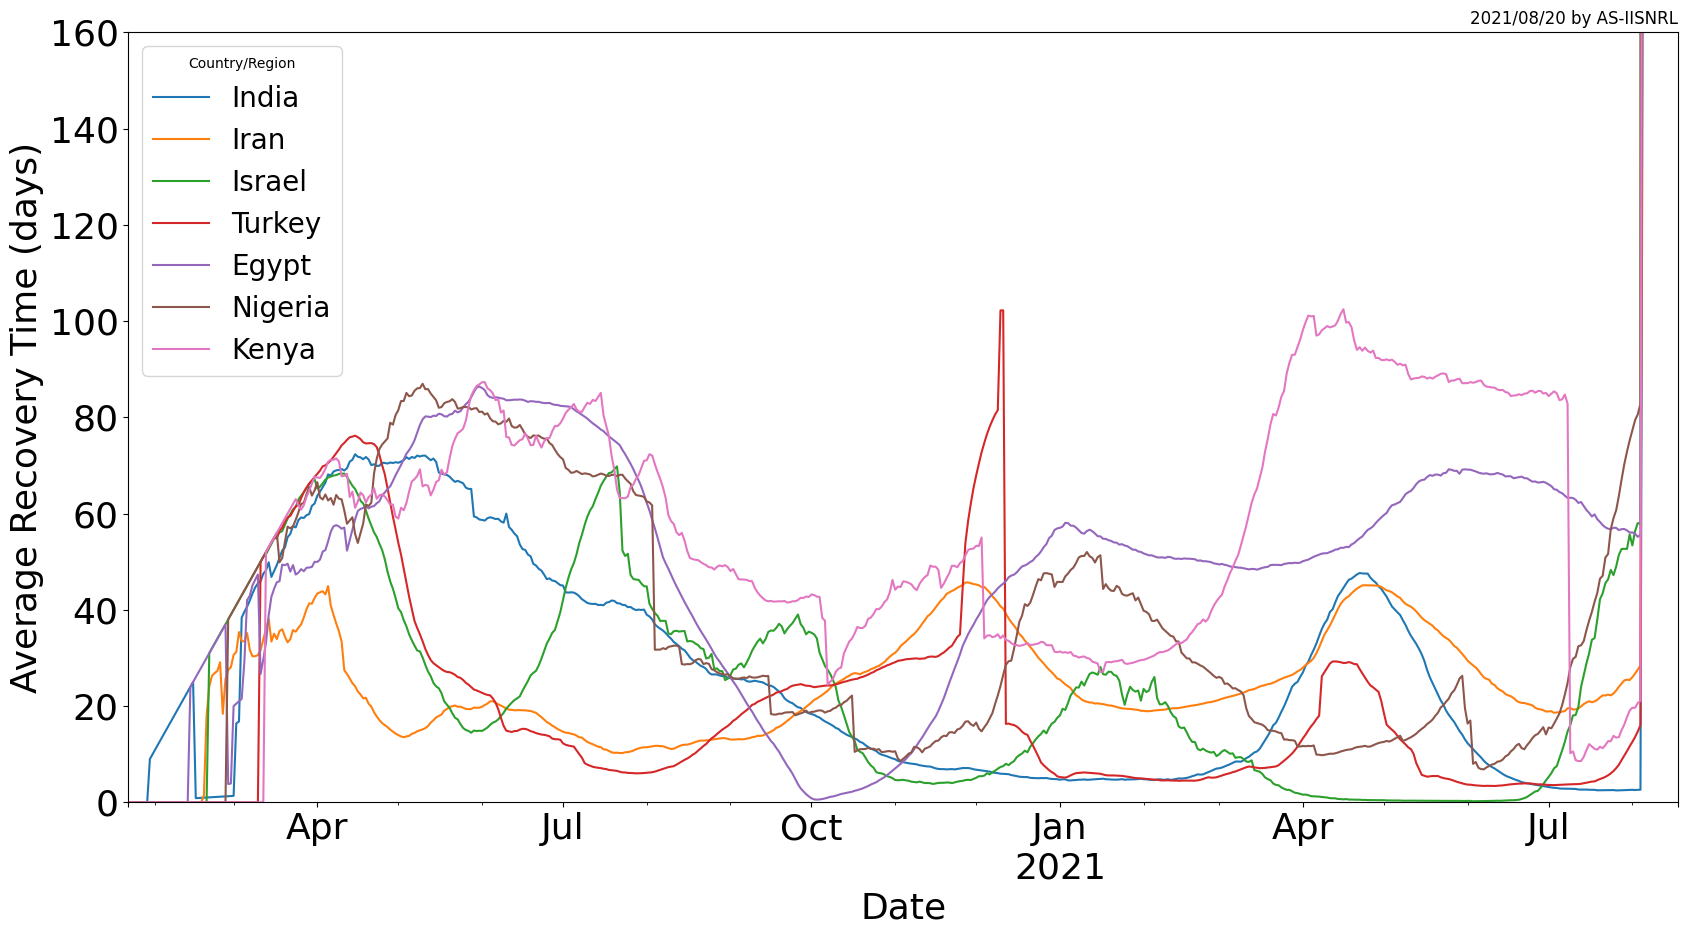 2021/08/20 by AS-IISNRL
Average Recovery Time (days)
160
140
120
100
80
60
40
20
0
Country/Region
India
Iran
Israel
Turkey
Egypt
Nigeria
Kenya
Apr Jul Oct Jan Apr Jul
2021
Date